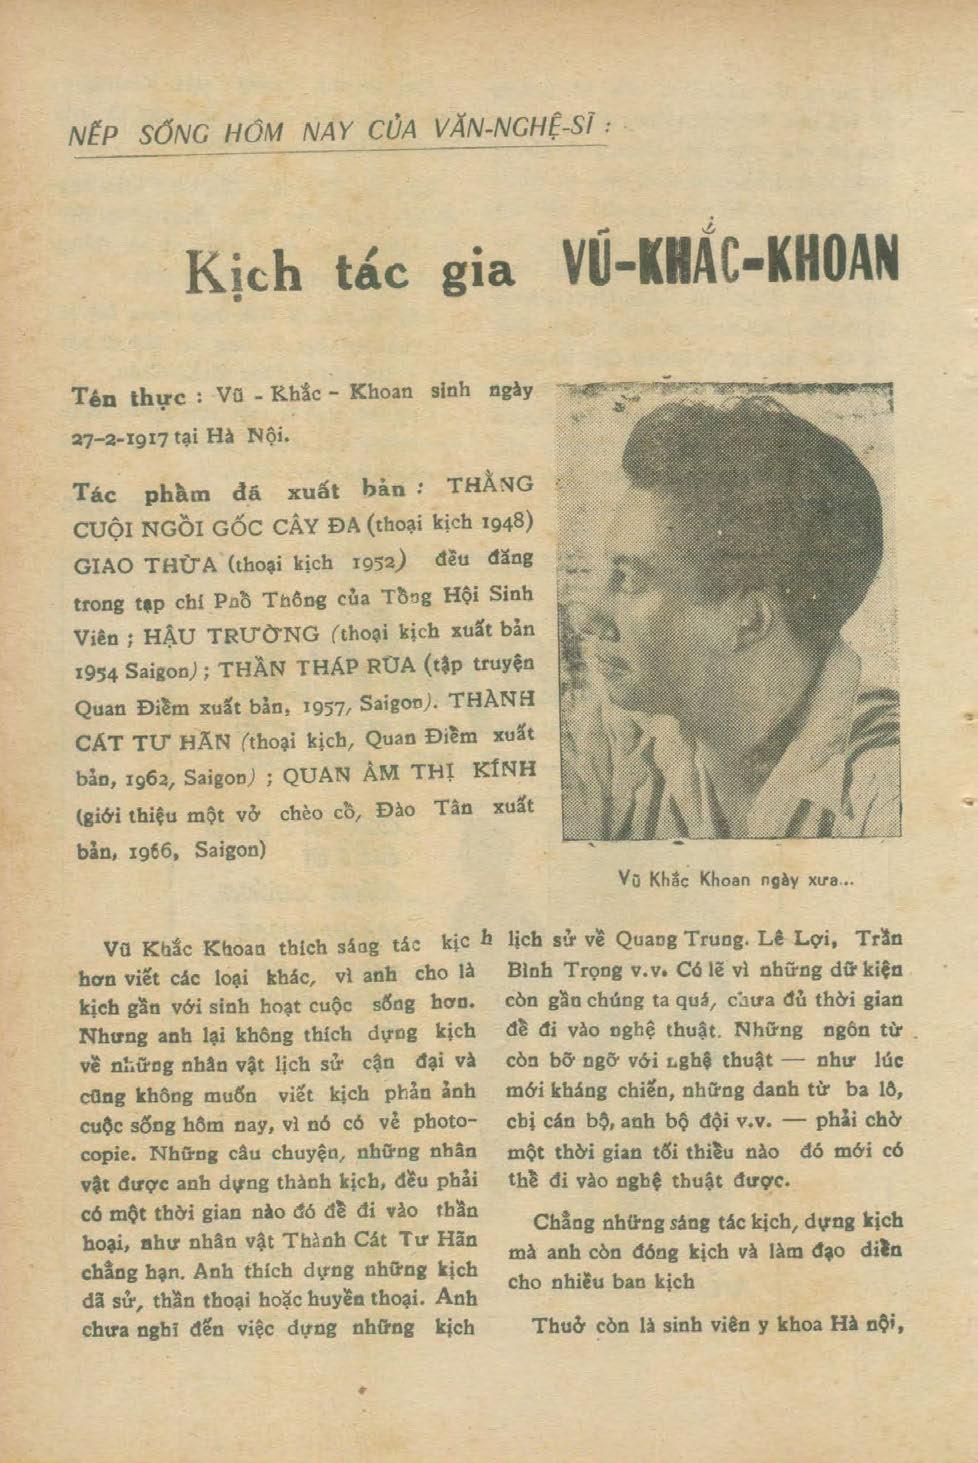 NẾP SỐNG HÔM NAY CỦA VĂN-NGHỆ-SĨ :
Kịch tác gia VŨ-KHẮC-KHOAN
Tên thực : Vũ - Khắc - Khoan sinh ngày
27-2-1917 tại Hà Nội.
Tác phẩm đã xuất bản : THẰNG
CUỘI NGỒI GỐC CÂY ĐA (thoại kịch 1948)
GIAO THỪA (thoại kịch 1952) đều đăng
trong tạp chí Phổ Thông của Tổng Hội Sinh
Viên ; HẬU TRƯỜNG (thoại kịch xuất bản
1954 Saigon) ; THẦN THÁP RÙA (tập truyện
Quan Điểm xuất bản, 1957, Saigon). THÀNH
CÁT TƯ HÃN (thoại kịch, Quan Điểm xuất
bản, 1962, Saigon) ; QUAN ÂM THỊ KÍNH
(giới thiệu một vở chèo cổ, Đào Tân xuất
bản, 1966, Saigon)
Vũ Khắc Khoan ngày xưa...
Vũ Khắc Khoan thích sáng tác kịch
hơn viết các loại khác, vì anh cho là
kịch gần với sinh hoạt cuộc sống hơn.
Nhưng anh lại không thích dựng kịch
về những nhân vật lịch sử cận đại và
cũng không muốn viết kịch phản ảnh
cuộc sống hôm nay, vì nó có vẻ photo-
copie. Những câu chuyện, những nhân
vật được anh dựng thành kịch, đều phải
có một thời gian nào đó để đi vào thần
hoại, như nhân vật Thành Cát Tư Hãn
chẳng hạn. Anh thích dựng những kịch
dã sử, thần thoại hoặc huyền thoại. Anh
chưa nghĩ đến việc dựng những kịch
lịch sử về Quang Trung. Lê Lợi, Trần
Bình Trọng v.v. Có lẽ vì những dữ kiện
còn gần chúng ta quá, chưa đủ thời gian
để đi vào nghệ thuật. Những ngôn từ
còn bỡ ngỡ với nghệ thuật — như lúc
mới kháng chiến, những danh từ ba lô,
chị cán bộ, anh bộ đội v.v. — phải chờ
một thời gian tối thiểu nào đó mới có
thể đi vào nghệ thuật được.
Chẳng những sáng tác kịch, dựng kịch
mà anh còn đóng kịch và làm đạo diễn
cho nhiều ban kịch
Thuở còn là sinh viên y khoa Hà nội,